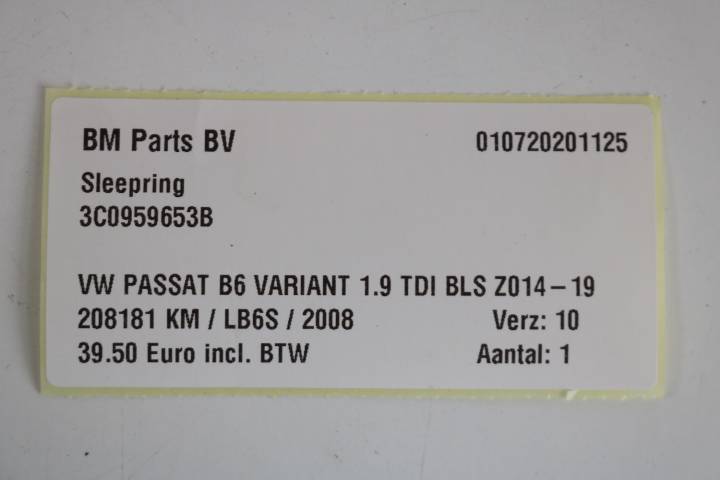 BM Parts BV 010720201125
Sleepring
3C0959653B
VW PASSAT B6 VARIANT 1.9 TDI BLS Z014-19
208181 KM / LB6S / 2008 Verz: 10
39.50 Euro incl. BTW Aantal: 1